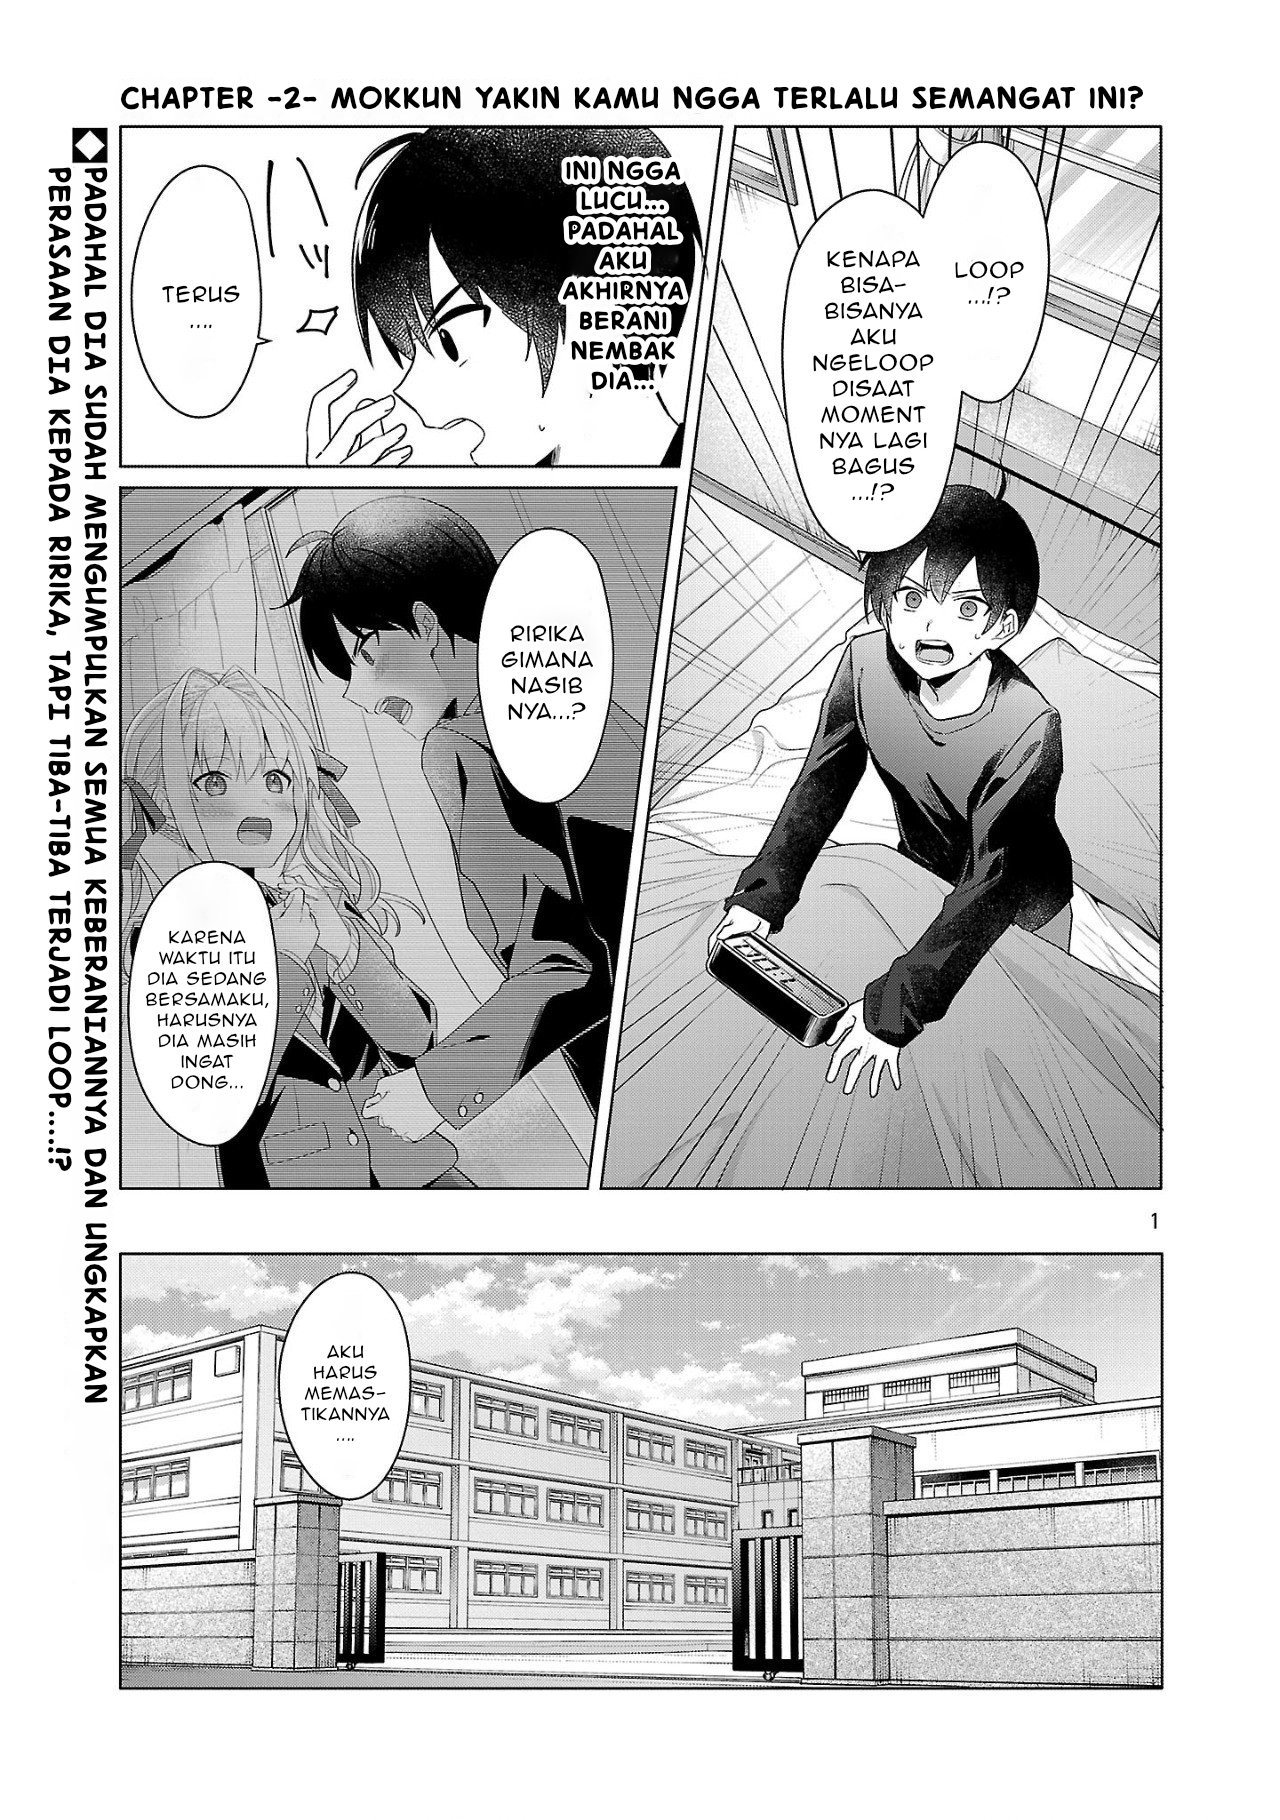 CHAPTER -2- MOKKUN YAKIN KAMU NGGA TERLALU SEMANGAT INI?
LOOP
...!?
KENAPA
BISA-
BISANYA
AKU
NGELOOP
DISAAT
MOMENT
NYA LAGI
BAGUS
...!?
INI NGGA
LUCU...
PADAHAL
AKU
AKHIRNYA
BERANI
NEMBAK
DIA...
TERUS
....
RIRIKA
GIMANA
NASIB
NYA...?
KARENA
WAKTU ITU
DIA SEDANG
BERSAMAKU,
HARUSNYA
DIA MASIH
INGAT
DONG...
PADAHAL DIA SUDAH MENGUMPULKAN SEMUA KEBERANIANNYA DAN UNGKAPKAN
PERASAAN DIA KEPADA RIRIKA, TAPI TIBA-TIBA TERJADI LOOP....!?
1
AKU
HARUS
MEMAS-
TIKANNYA
....